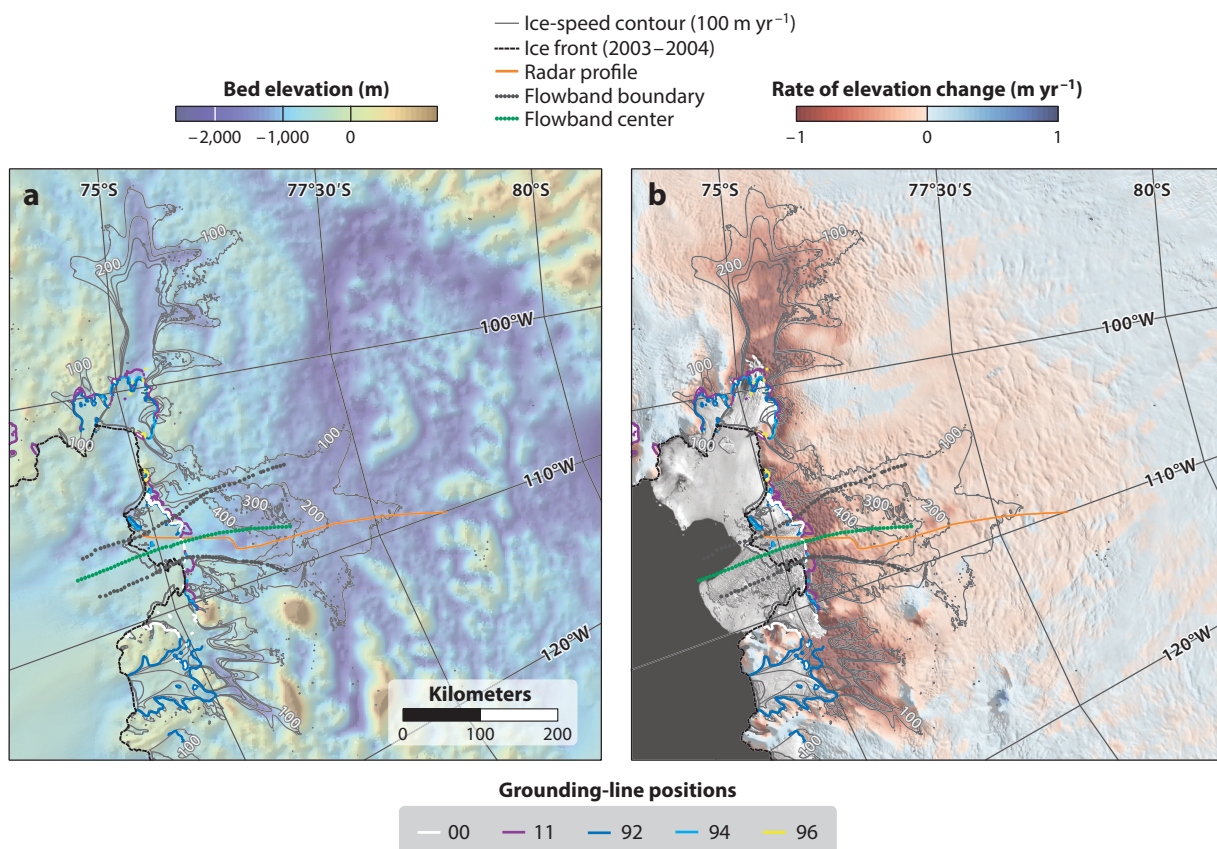 Ice-speed contour (100 m yr⁻¹)
Ice front (2003–2004)
Radar profile
Flowband boundary
Flowband center
Bed elevation (m)
−2,000 −1,000 0
Rate of elevation change (m yr⁻¹)
−1 0 1
a
75°S 77°30′S 80°S
100
200
100°W
100
100
100
110°W
300
200
400
120°W
100
100
Kilometers
0 100 200
b
75°S 77°30′S 80°S
100
200
100°W
100
100
100
110°W
300
200
400
120°W
100
100
Grounding-line positions
00 11 92 94 96